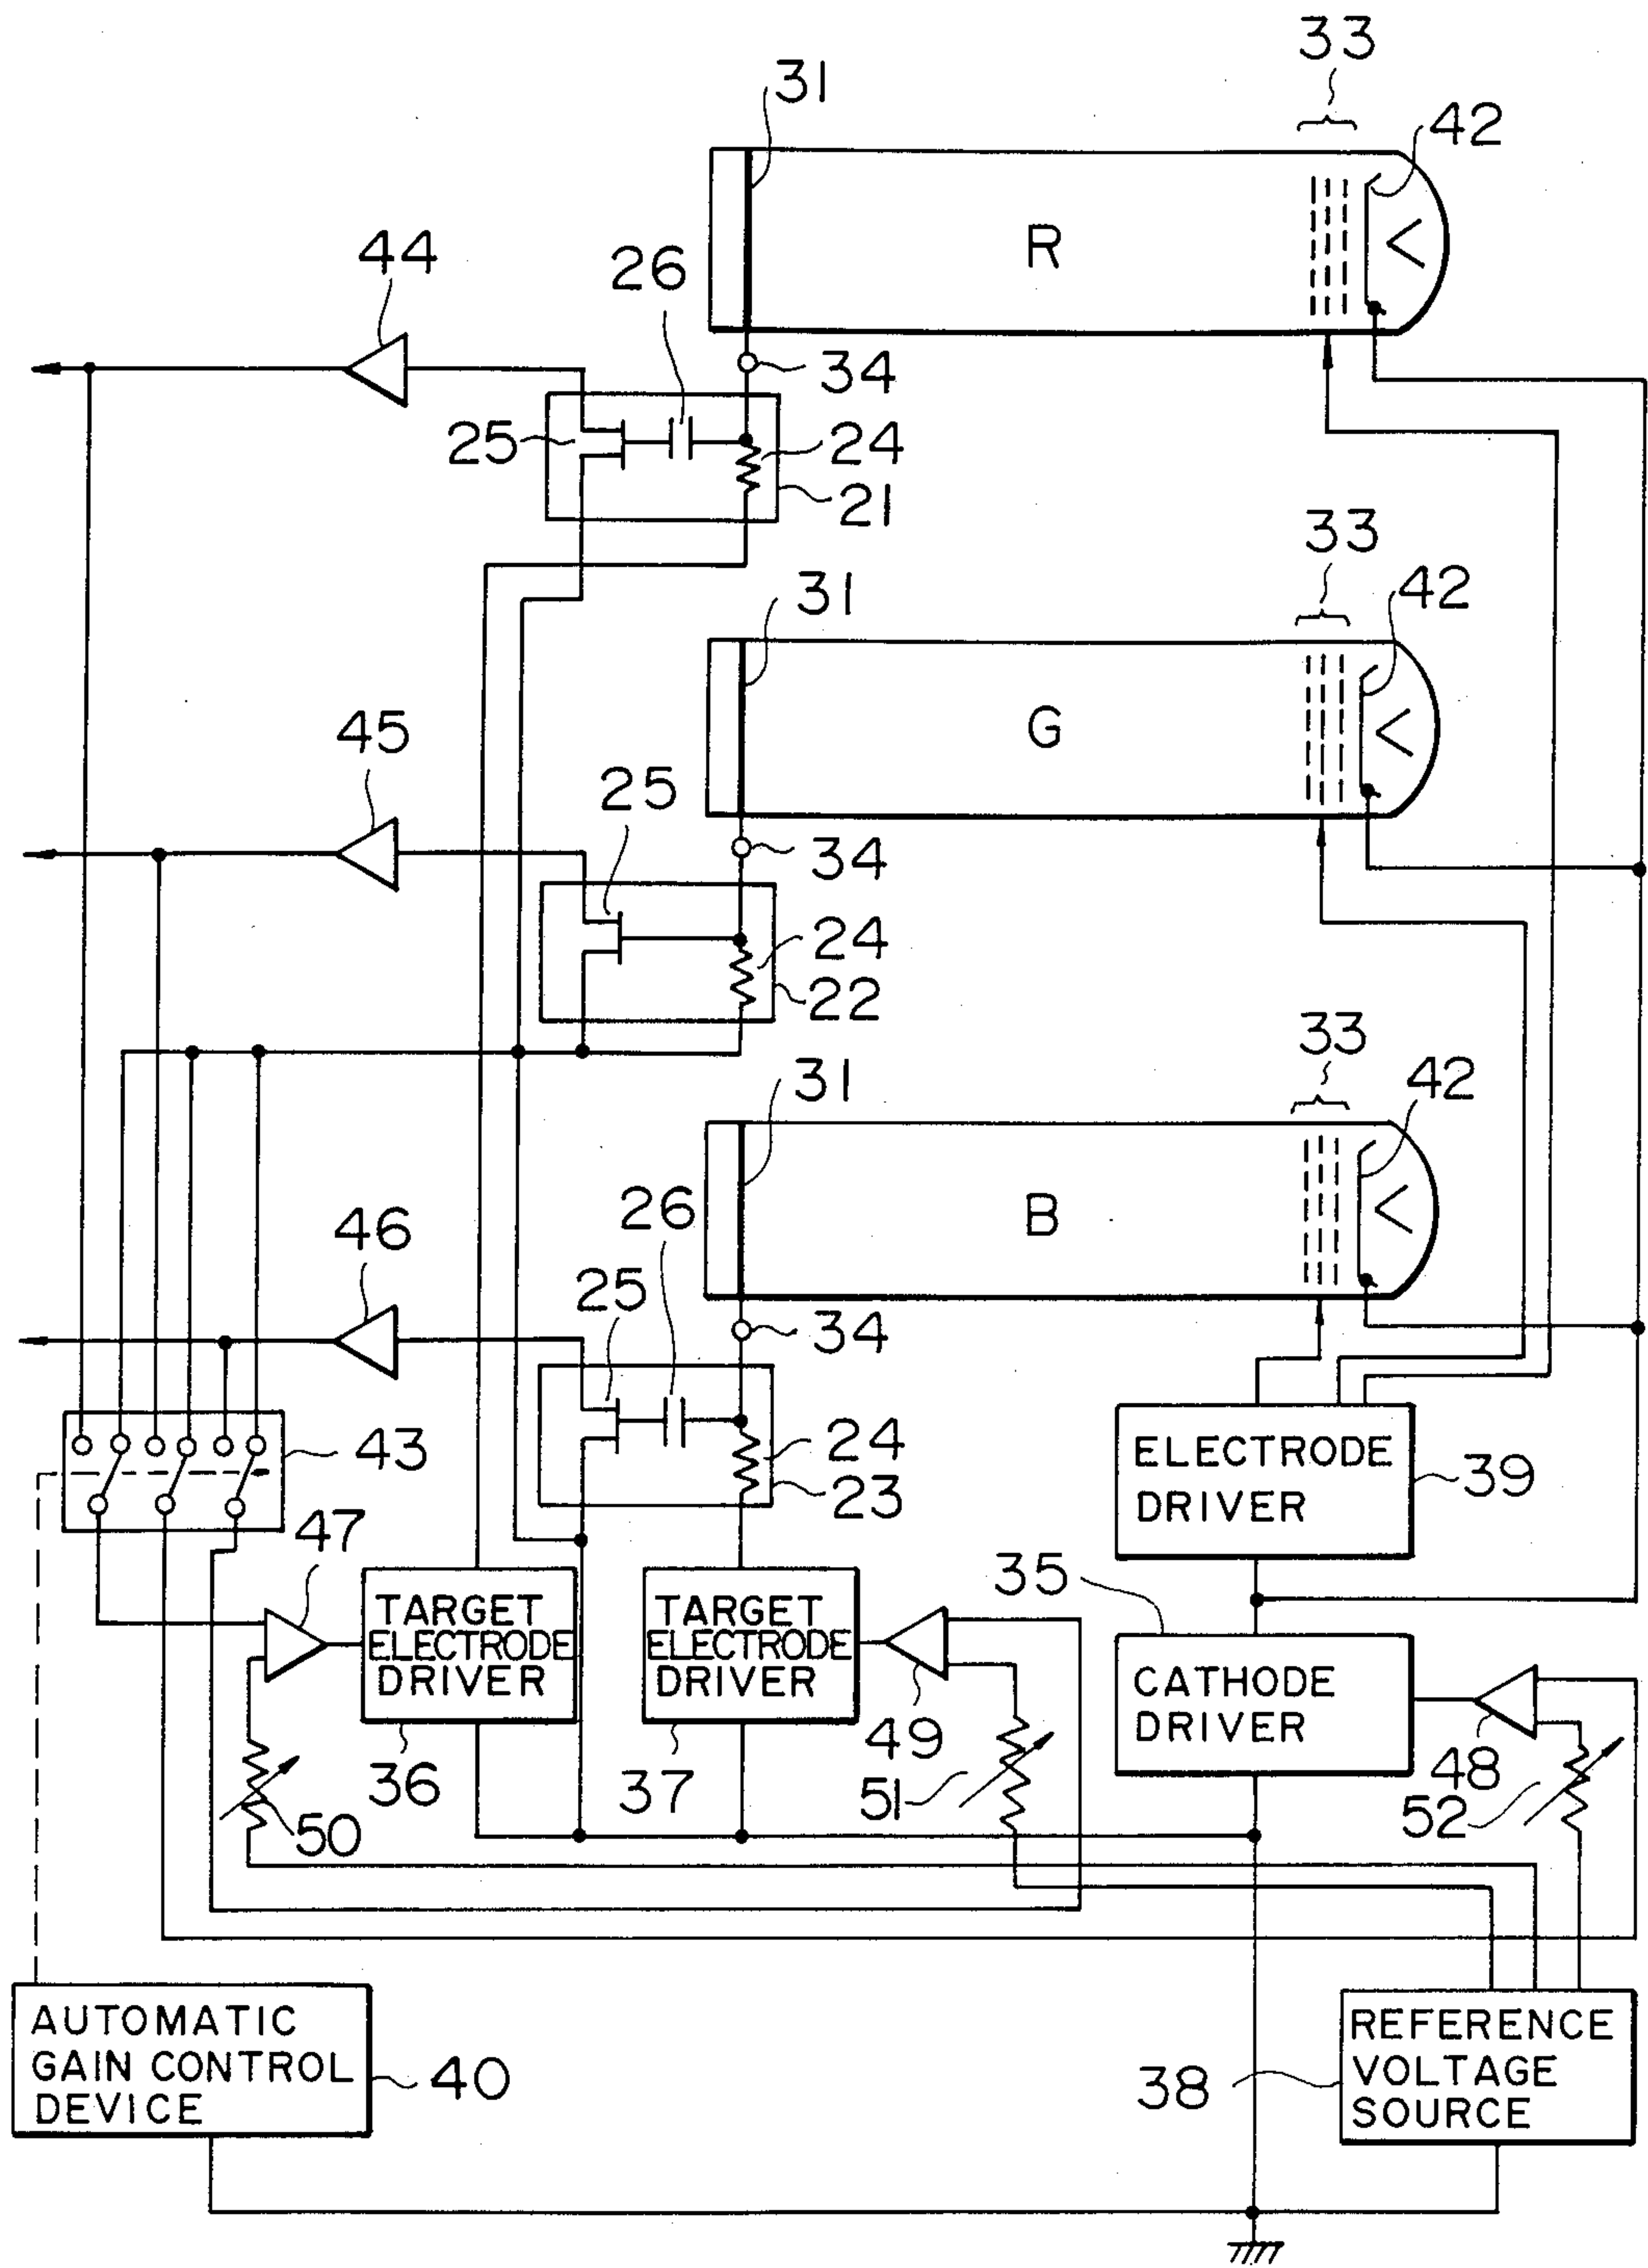 33
31
42
R
44
26
34
25
24
21
33
31
42
G
45
25
34
24
22
33
31
42
B
46
26
25
34
43
24
23
ELECTRODE
DRIVER
39
47
35
TARGET
ELECTRODE
DRIVER
TARGET
ELECTRODE
DRIVER
CATHODE
DRIVER
49
48
36
37
51
52
50
AUTOMATIC
GAIN CONTROL
DEVICE
40
38
REFERENCE
VOLTAGE
SOURCE